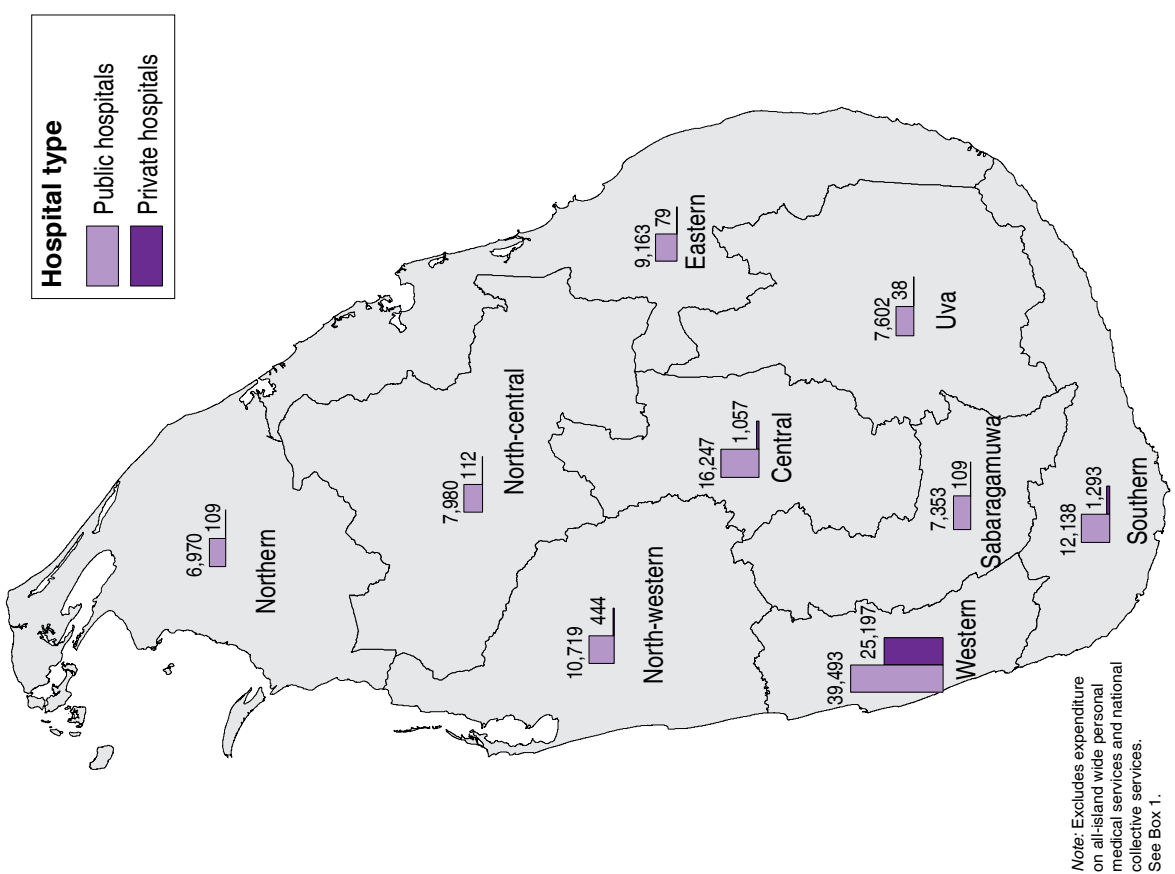 Hospital type
Public hospitals
Private hospitals
6,970
109
Northern
7,980
112
North-central
9,163
79
Eastern
10,719
444
North-western
16,247
1,057
Central
7,602
38
Uva
39,493
25,197
Western
7,353
109
Sabaragamuwa
12,138
1,293
Southern
Note: Excludes expenditure
on all-island wide personal
medical services and national
collective services.
See Box 1.